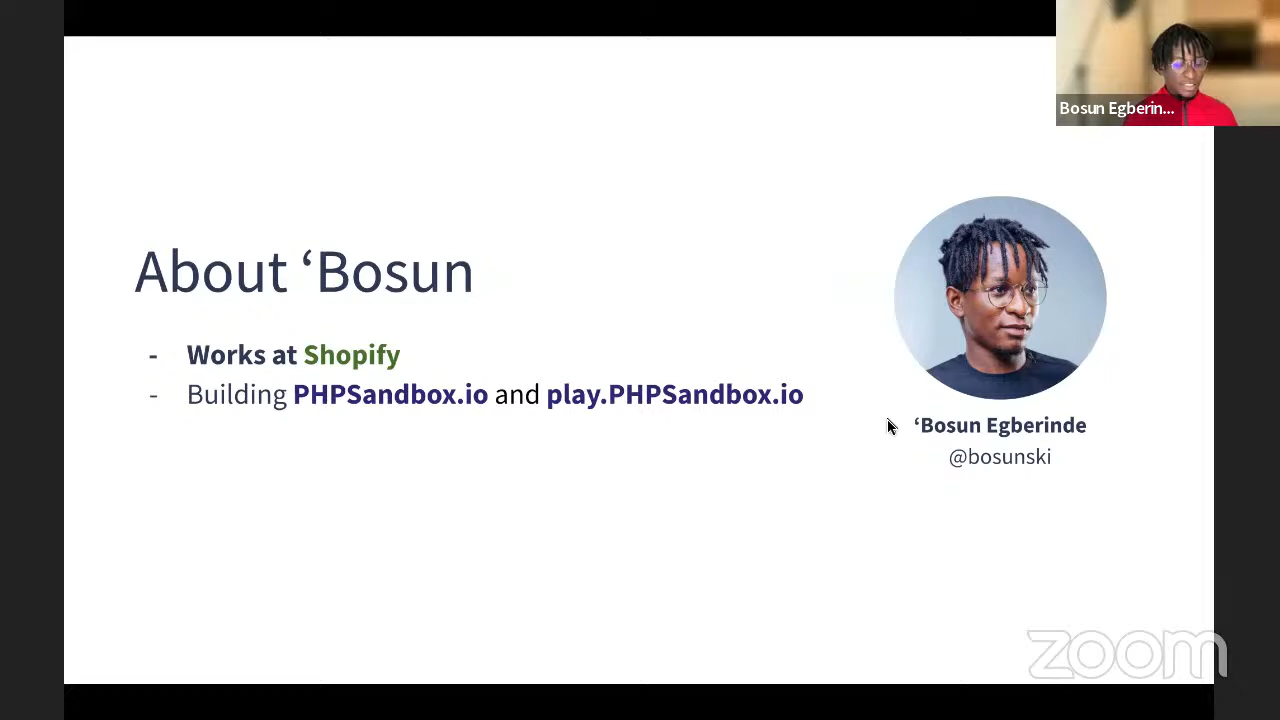 Bosun Egberin...
About ‘Bosun
- Works at Shopify
- Building PHPSandbox.io and play.PHPSandbox.io
‘Bosun Egberinde
@bosunski
zoom